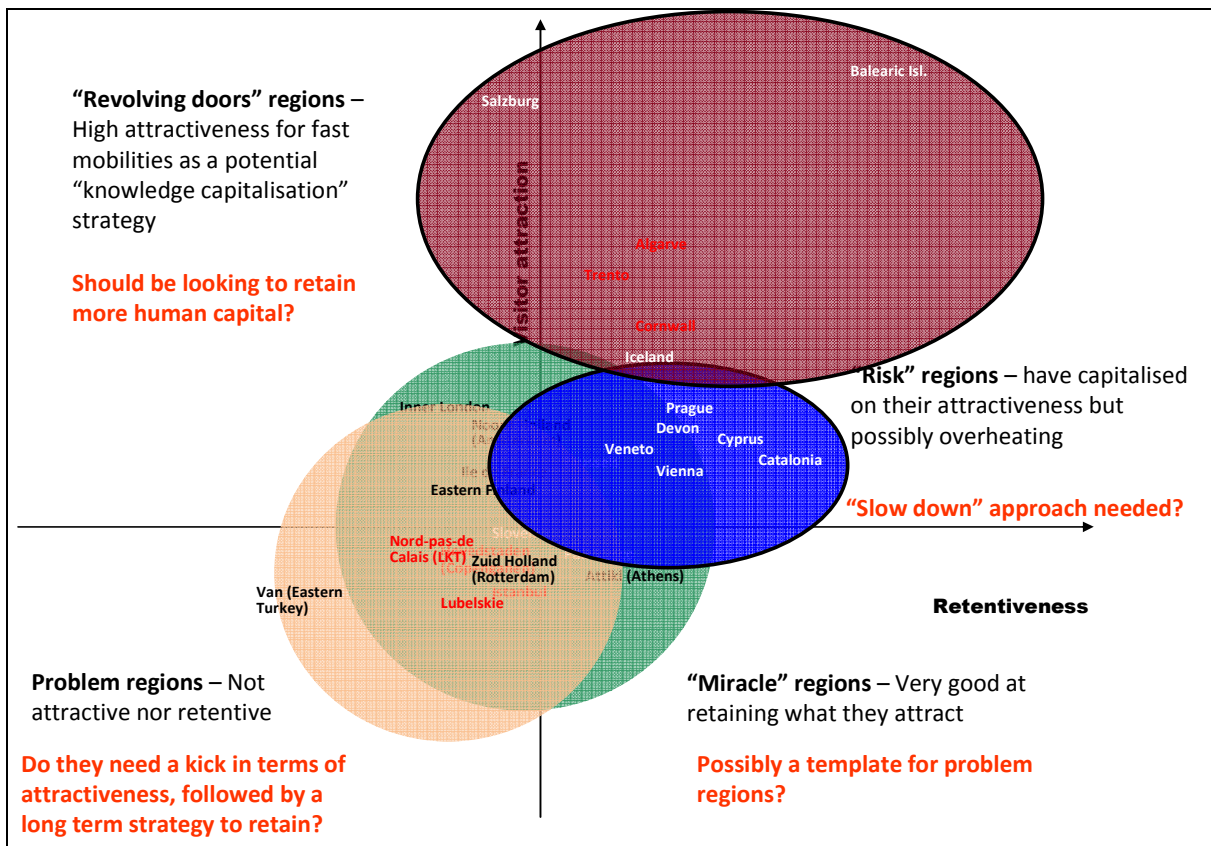 Balearic Isl.
Salzburg
"Revolving doors" regions –
High attractiveness for fast
mobilities as a potential
"knowledge capitalisation"
strategy
Should be looking to retain
more human capital?
Visitor attraction
Algarve
Trento
Cornwall
Iceland
"Risk" regions – have capitalised
on their attractiveness but
possibly overheating
"Slow down" approach needed?
Inner London
Prague
Devon
Cyprus
Veneto
Catalonia
Vienna
Ile
Eastern Finland
Nord-pas-de
Calais (LKT)
Zuid Holland
(Rotterdam)
Attiki (Athens)
Istanbul
Van (Eastern
Turkey)
Lubelskie
Retentiveness
Problem regions – Not
attractive nor retentive
Do they need a kick in terms of
attractiveness, followed by a
long term strategy to retain?
"Miracle" regions – Very good at
retaining what they attract
Possibly a template for problem
regions?